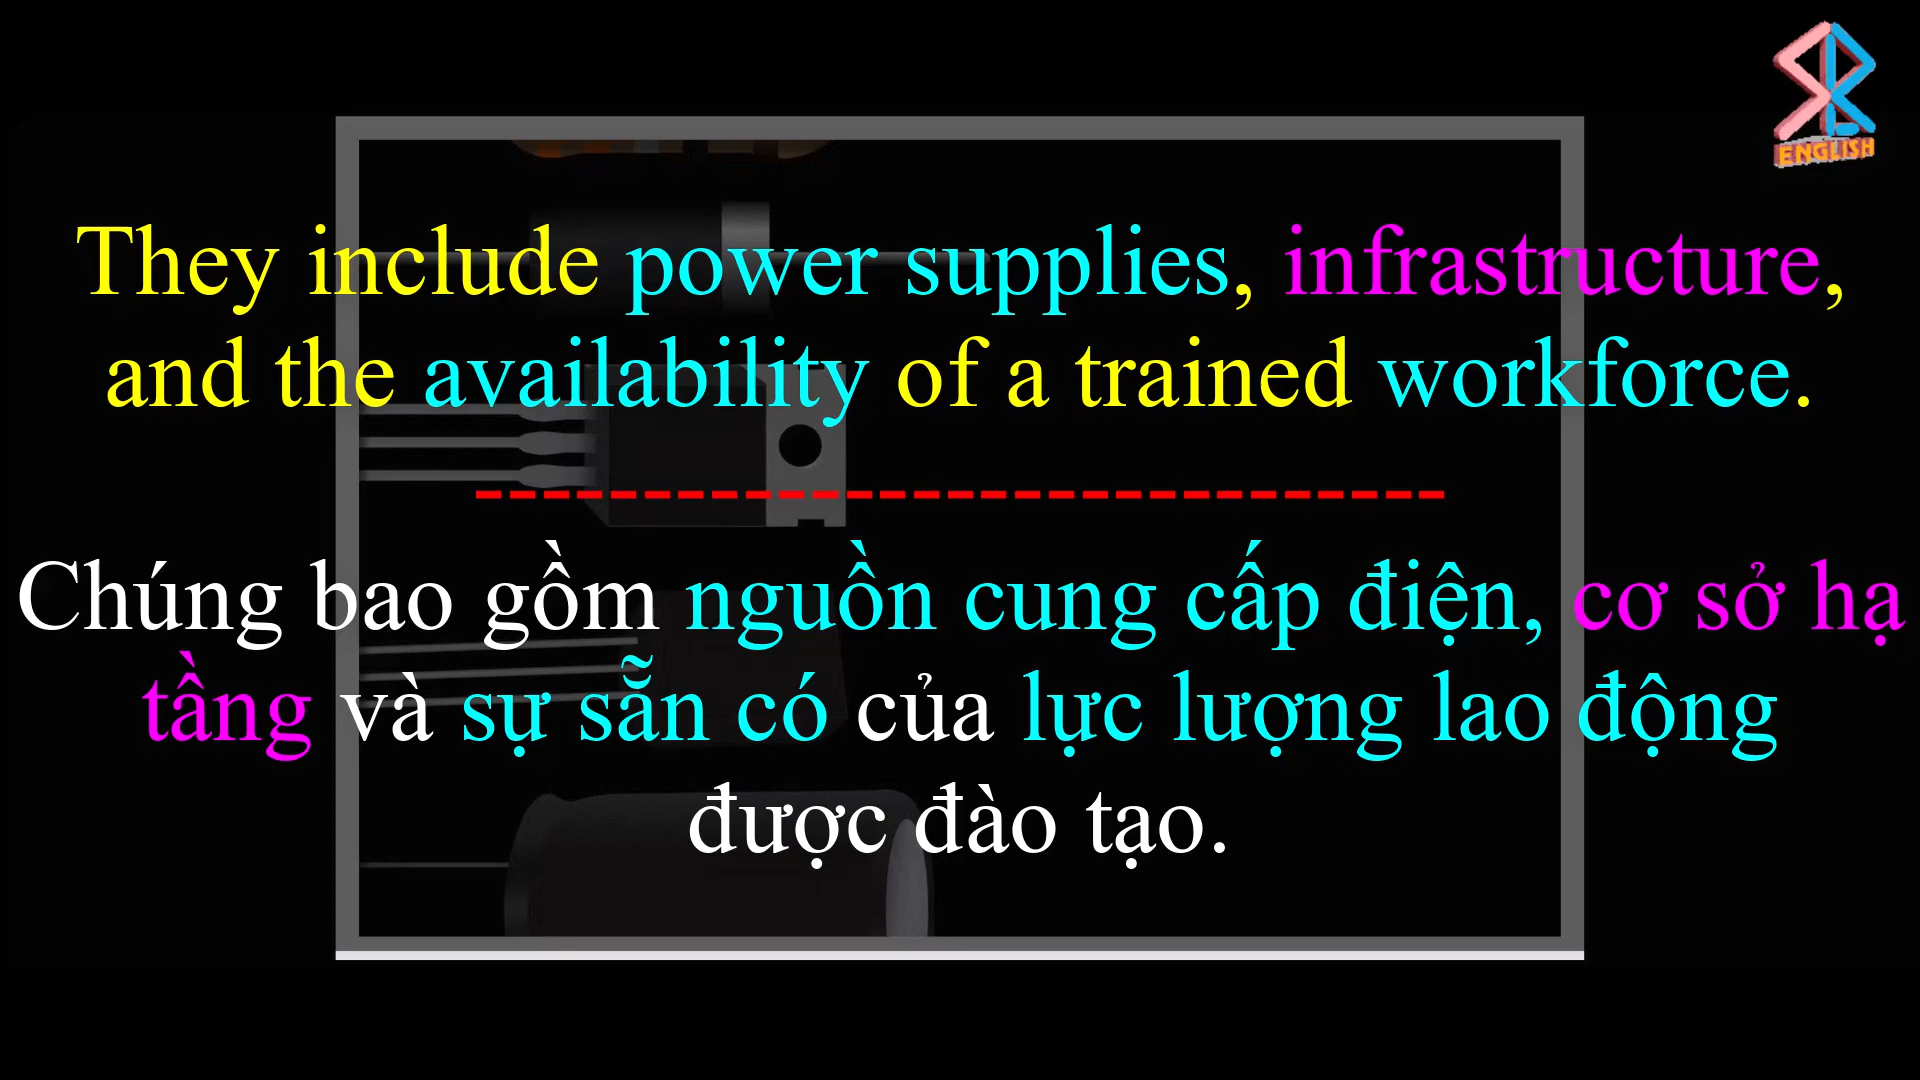 ENGLISH
They include power supplies, infrastructure,
and the availability of a trained workforce.
Chúng bao gồm nguồn cung cấp điện, cơ sở hạ
tầng và sự sẵn có của lực lượng lao động
được đào tạo.